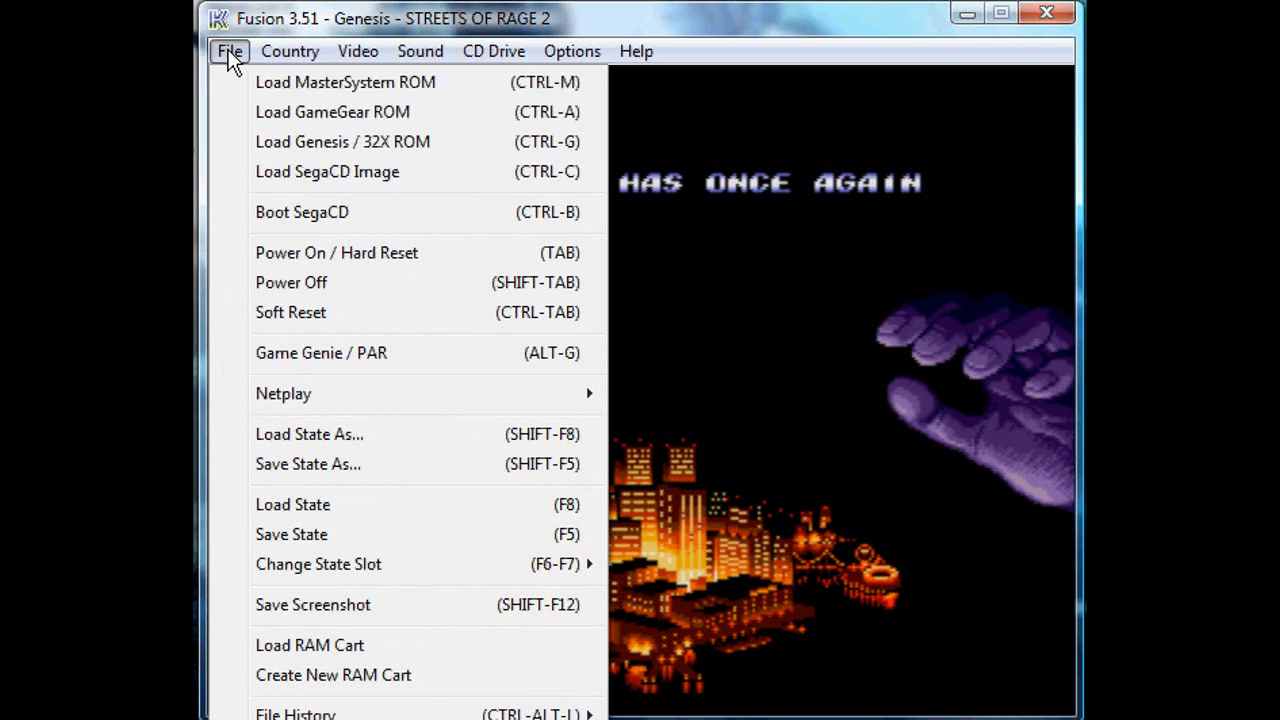 Fusion 3.51 - Genesis - STREETS OF RAGE 2
File Country Video Sound CD Drive Options Help
Load MasterSystem ROM (CTRL-M)
Load GameGear ROM (CTRL-A)
Load Genesis / 32X ROM (CTRL-G)
Load SegaCD Image (CTRL-C)
Boot SegaCD (CTRL-B)
Power On / Hard Reset (TAB)
Power Off (SHIFT-TAB)
Soft Reset (CTRL-TAB)
Game Genie / PAR (ALT-G)
Netplay
Load State As... (SHIFT-F8)
Save State As... (SHIFT-F5)
Load State (F8)
Save State (F5)
Change State Slot (F6-F7)
Save Screenshot (SHIFT-F12)
Load RAM Cart
Create New RAM Cart
File History (CTRL-ALT-L)
HAS ONCE AGAIN